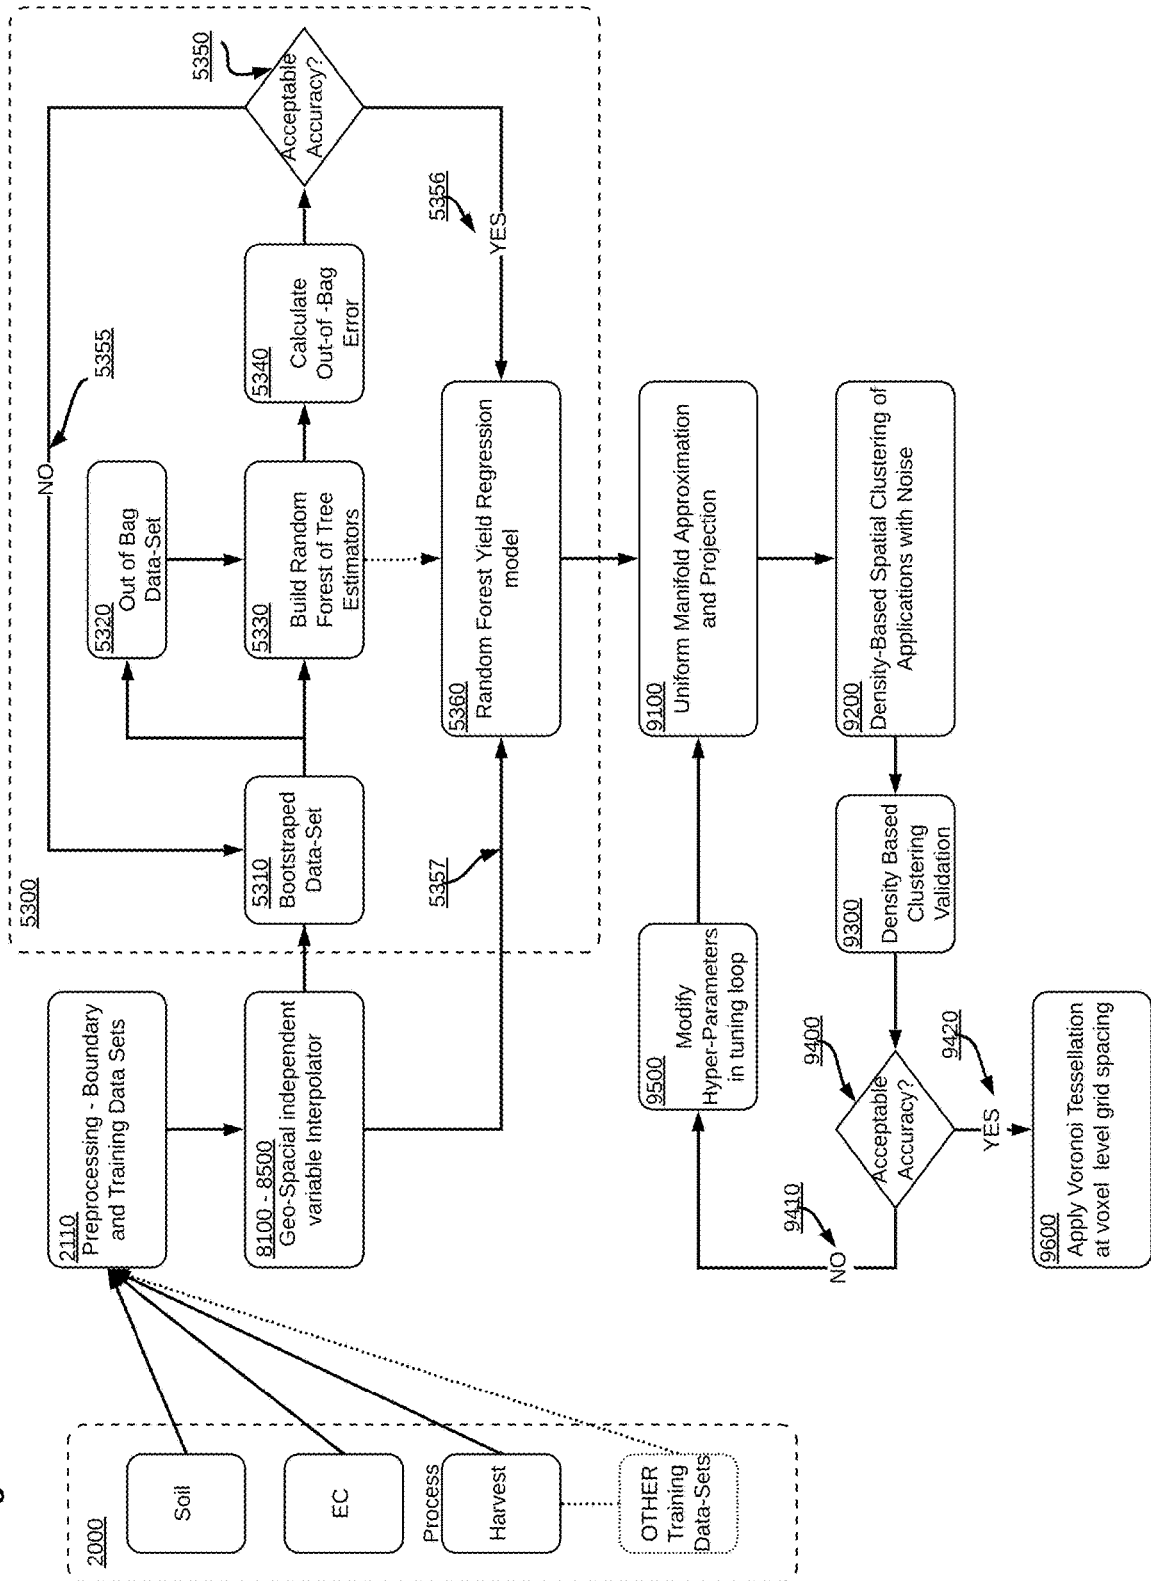 2000
Soil
EC
Process
Harvest
OTHER
Training
Data-Sets
2110
Preprocessing - Boundary
and Training Data Sets
8100 - 8500
Geo-Spacial independent
variable Interpolator
5300
5310
Bootstraped
Data-Set
5320
Out of Bag
Data-Set
5330
Build Random
Forest of Tree
Estimators
5340
Calculate
Out-of -Bag
Error
5350
Acceptable
Accuracy?
NO
5355
YES
5356
5357
5360
Random Forest Yield Regression
model
9100
Uniform Manifold Approximation
and Projection
9200
Density-Based Spatial Clustering of
Applications with Noise
9300
Density Based
Clustering
Validation
9400
Acceptable
Accuracy?
9410
NO
9420
YES
9500
Modify
Hyper-Parameters
in tuning loop
9600
Apply Voronoi Tessellation
at voxel level grid spacing